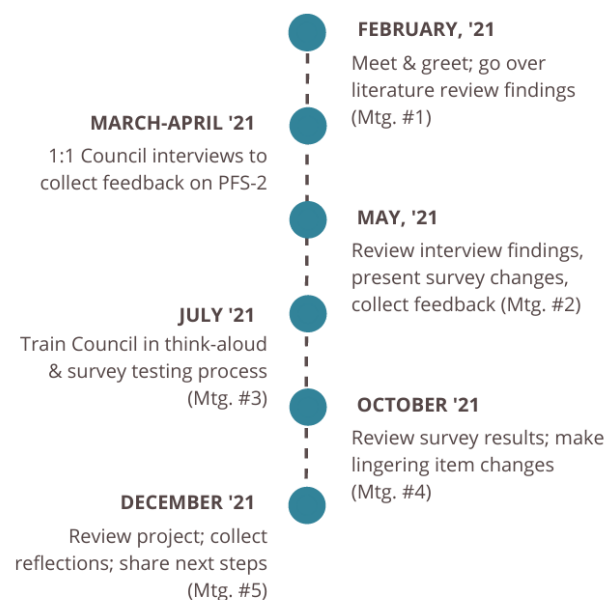 FEBRUARY, '21
Meet & greet; go over
literature review findings
(Mtg. #1)
MARCH-APRIL '21
1:1 Council interviews to
collect feedback on PFS-2
MAY, '21
Review interview findings,
present survey changes,
collect feedback (Mtg. #2)
JULY '21
Train Council in think-aloud
& survey testing process
(Mtg. #3)
OCTOBER '21
Review survey results; make
lingering item changes
(Mtg. #4)
DECEMBER '21
Review project; collect
reflections; share next steps
(Mtg. #5)